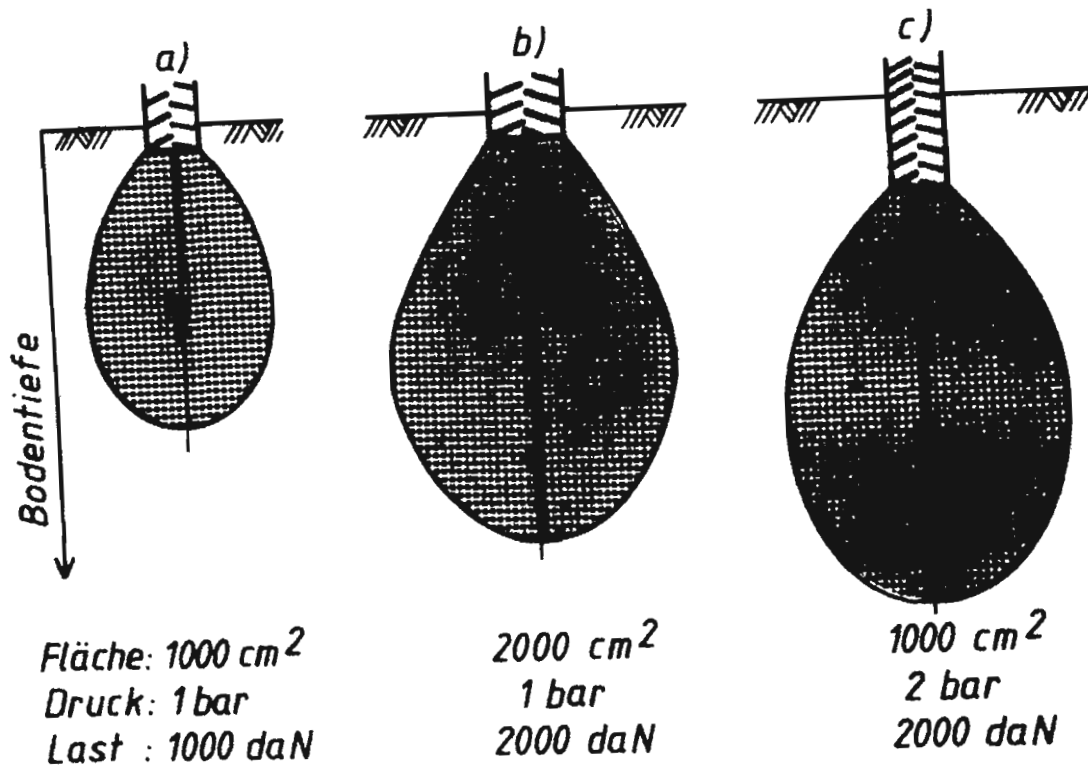 a)
b)
c)
Bodentiefe
Fläche: 1000 cm² 2000 cm² 1000 cm²
Druck: 1 bar 1 bar 2 bar
Last : 1000 daN 2000 daN 2000 daN